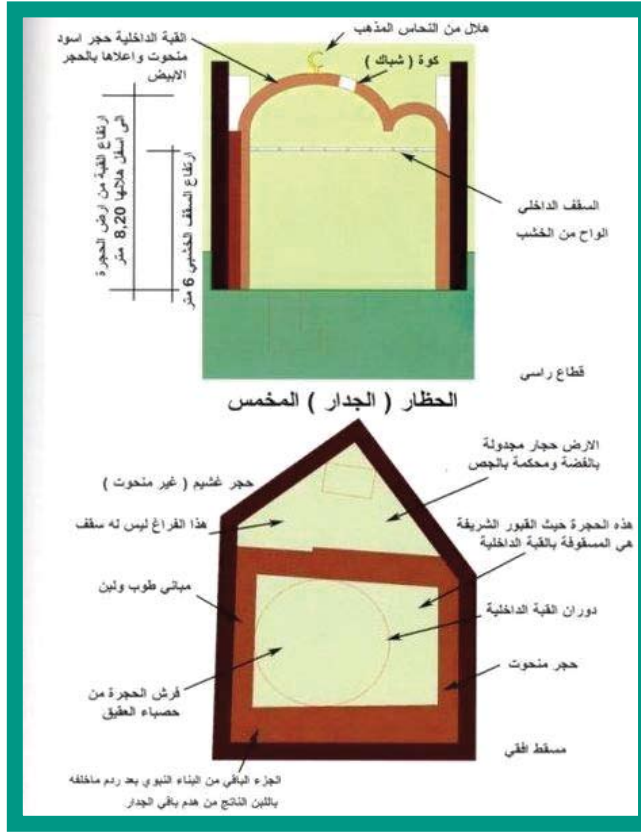 هلال من النحاس المذهب
القبة الداخلية حجر اسود
منحوت واعلاها بالحجر
الابيض
كوة ( شباك )
ارتفاع القبة من ارض الحجرة
الى اسفل هلالها 8,20 متر
ارتفاع السقف الخشبي 6 متر
السقف الداخلي
الواح من الخشب
قطاع راسي
الحظار ( الجدار ) المخمس
الارض حجار مجدولة
بالفضة ومحكمة بالجص
حجر غشيم ( غير منحوت )
هذا الفراغ ليس له سقف
هذه الحجرة حيث القبور الشريفة
هي المسقوفة بالقبة الداخلية
مباني طوب ولبن
دوران القبة الداخلية
حجر منحوت
فرش الحجرة من
حصباء العقيق
مسقط افقي
الجزء الباقي من البناء النبوي بعد ردم ماخلفه
باللبن الناتج من هدم باقي الجدار